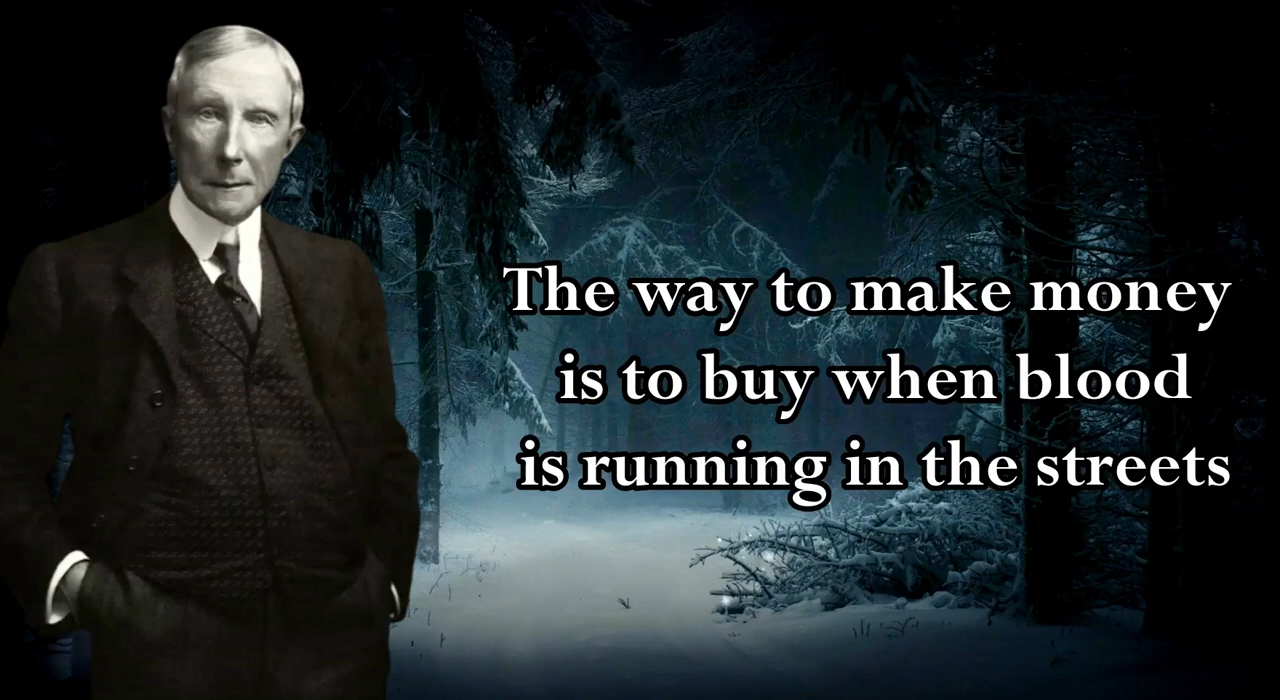 The way to make money
is to buy when blood
is running in the streets